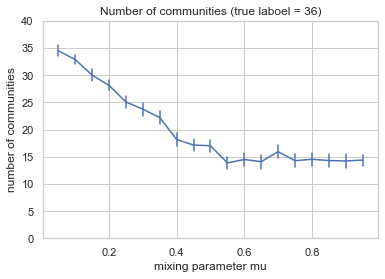 Number of communities (true laboel = 36)
40
35
30
25
20
15
10
5
0
number of communities
0.2 0.4 0.6 0.8
mixing parameter mu